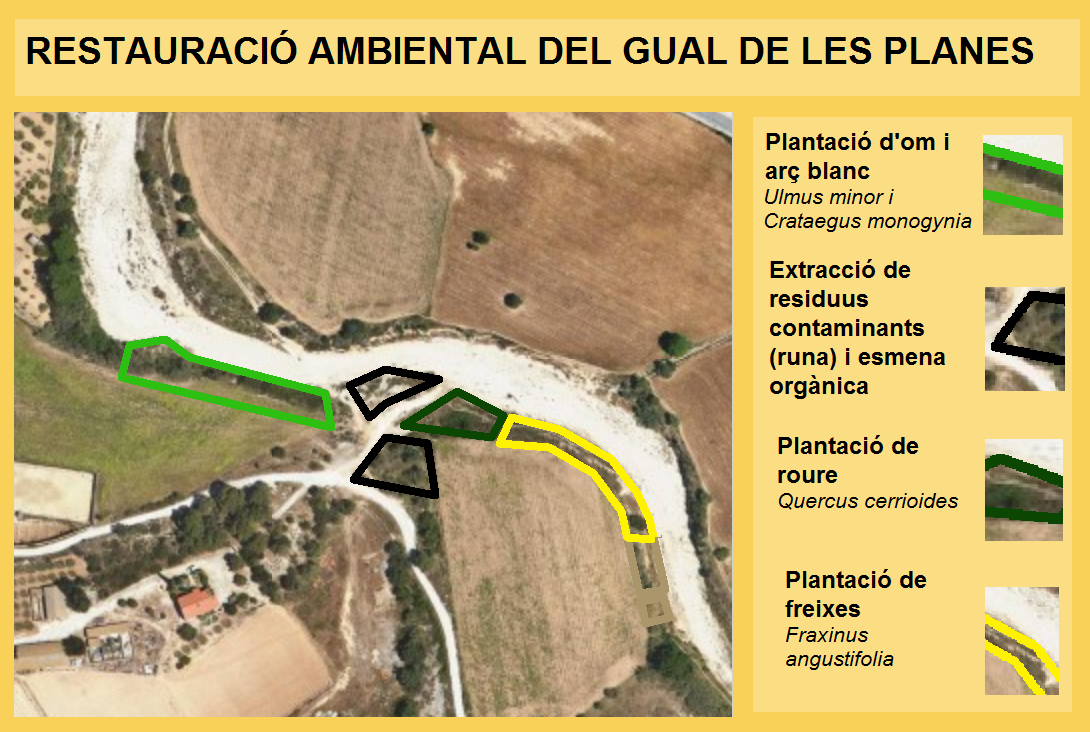 RESTAURACIÓ AMBIENTAL DEL GUAL DE LES PLANES
Plantació d'om i
arç blanc
Ulmus minor i
Crataegus monogynia
Extracció de
residuus
contaminants
(runa) i esmena
orgànica
Plantació de
roure
Quercus cerrioides
Plantació de
freixes
Fraxinus
angustifolia